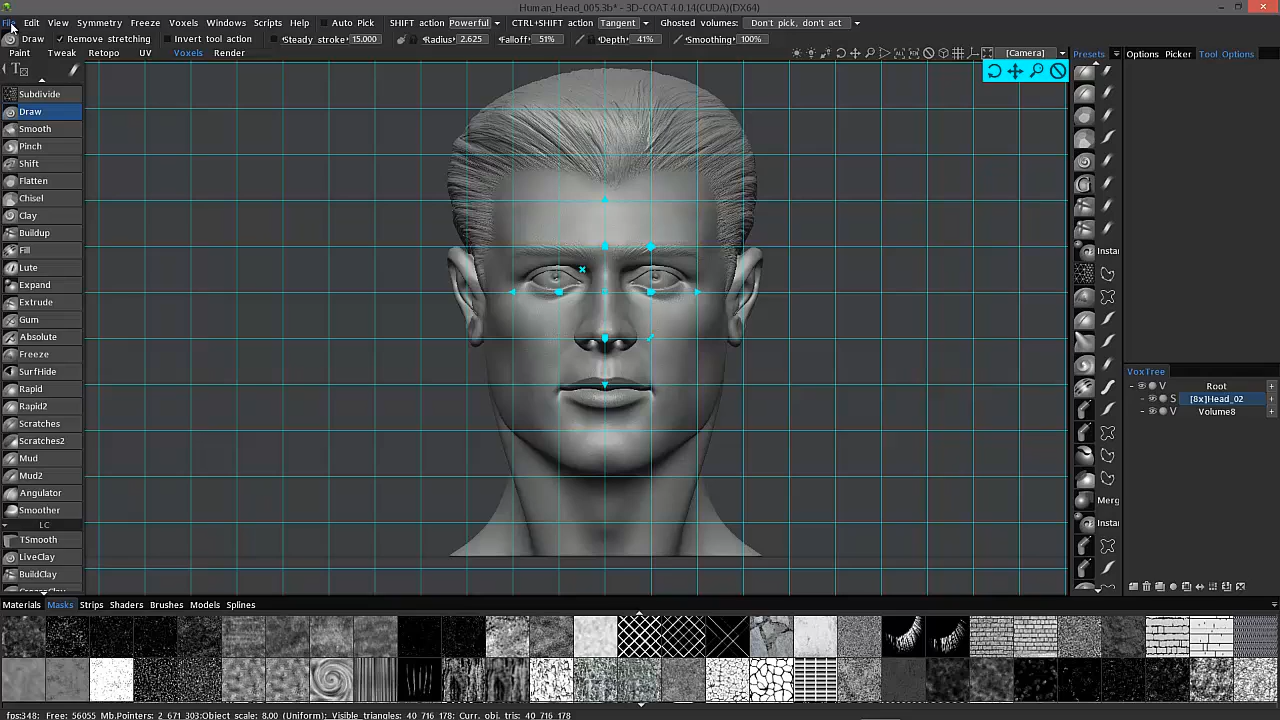 Human_Head_005.3b* - 3D-COAT 4.0.14(CUDA)(DX64)
File Edit View Symmetry Freeze Voxels Windows Scripts Help Auto Pick SHIFT action Powerful CTRL+SHIFT action Tangent Ghosted volumes: Don't pick, don't act
Draw Remove stretching Invert tool action Steady stroke: 15.000 Radius: 2.625 Falloff: 51% Depth: 41% Smoothing: 100%
Paint Tweak Retopo UV Voxels Render [Camera] Presets Options Picker Tool Options
Subdivide
Draw
Smooth
Pinch
Shift
Flatten
Chisel
Clay
Buildup
Fill
Instar
Lute
Expand
Extrude
Gum
Absolute
Freeze
SurfHide
VoxTree
Root
Rapid
[8x]Head_02
Rapid2
Volume8
Scratches
Scratches2
Mud
Mud2
Angulator
Merg
Smoother
LC
Instar
TSmooth
LiveClay
BuildClay
Materials Masks Strips Shaders Brushes Models Splines
fps:348; Free: 56055 Mb.Pointers: 2 671 303;Object scale: 8.00 (Uniform); Visible triangles: 40 716 178; Curr. obj. tris: 40 716 178